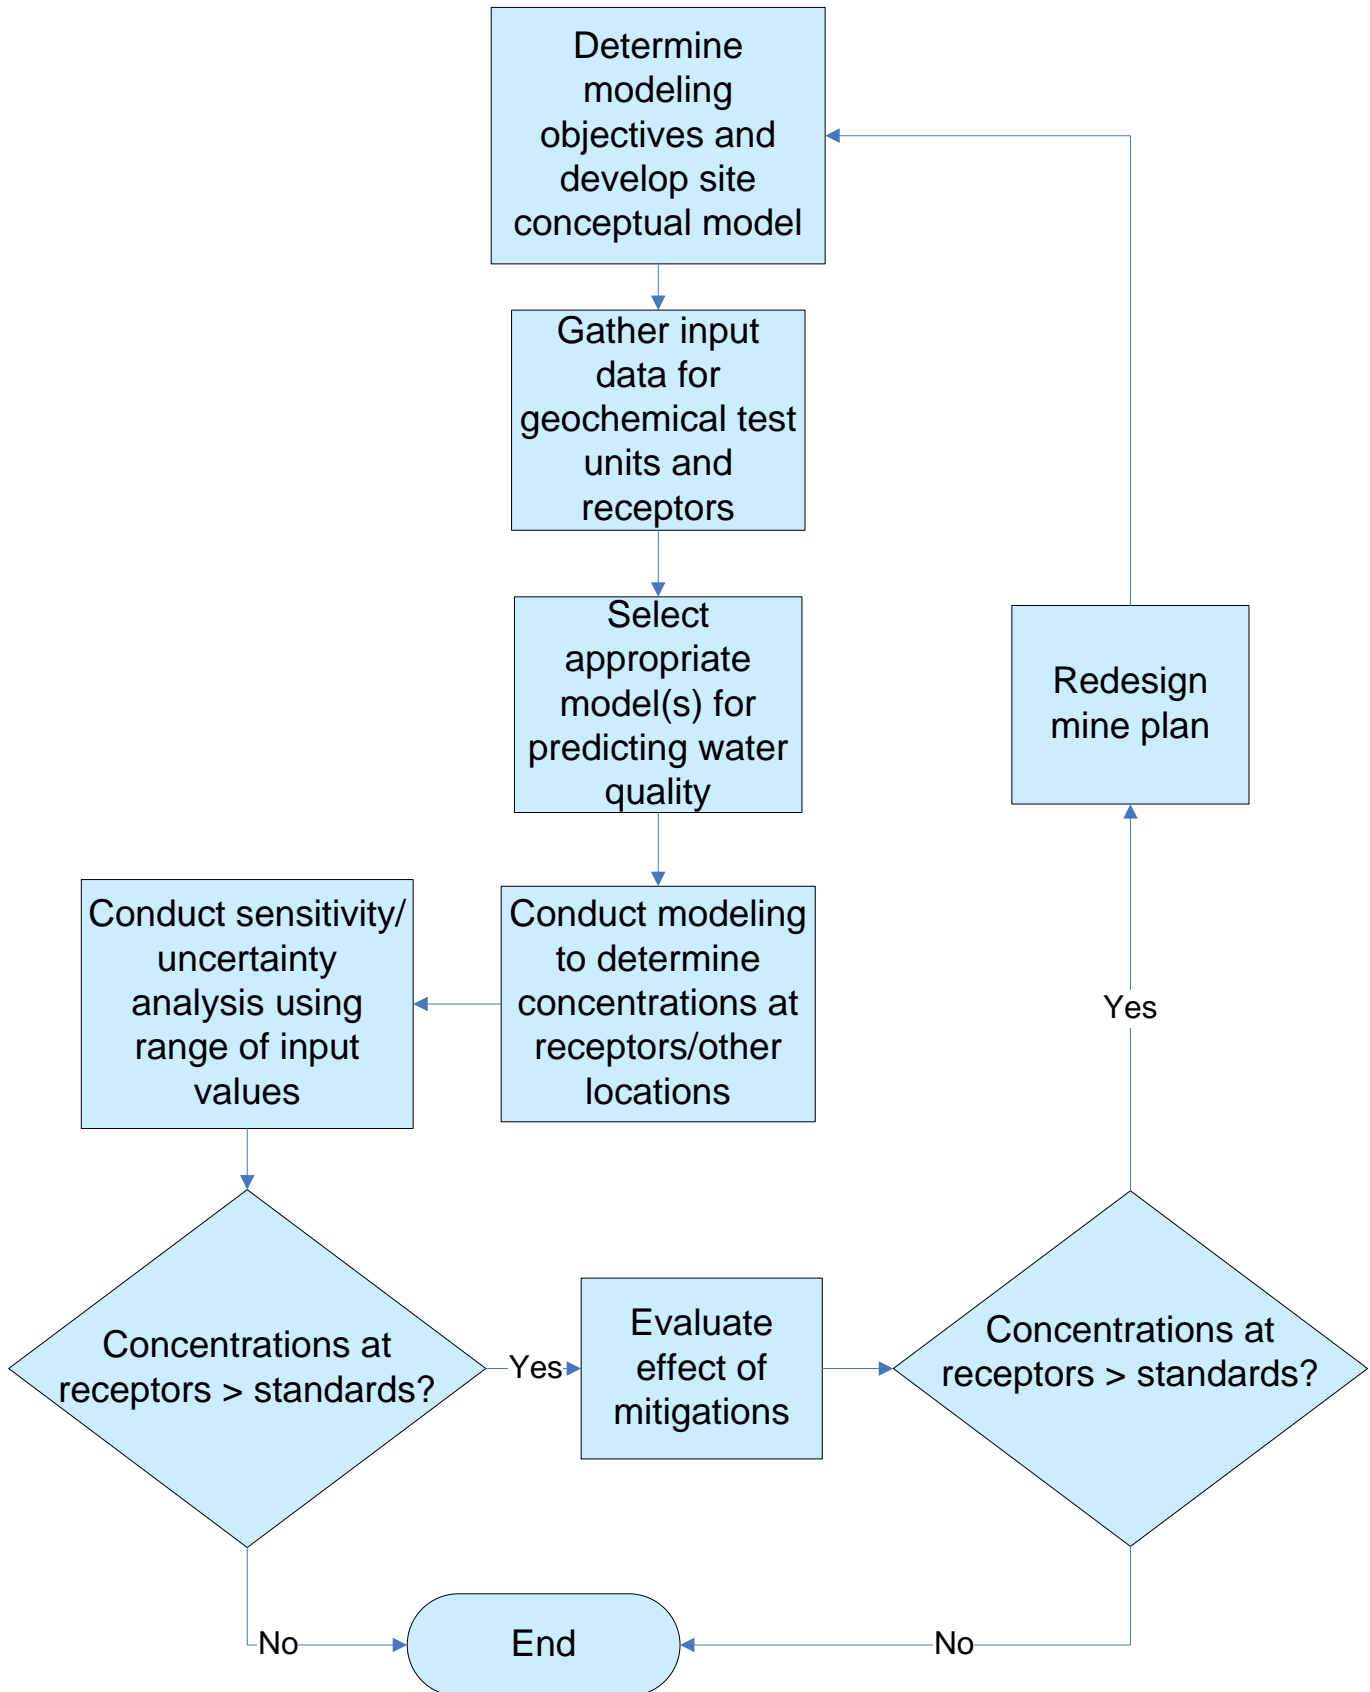 Determine
modeling
objectives and
develop site
conceptual model
Gather input
data for
geochemical test
units and
receptors
Select
appropriate
model(s) for
predicting water
quality
Redesign
mine plan
Conduct modeling
to determine
concentrations at
receptors/other
locations
Conduct sensitivity/
uncertainty
analysis using
range of input
values
Yes
Concentrations at
receptors > standards?
Yes
Evaluate
effect of
mitigations
Concentrations at
receptors > standards?
No
End
No